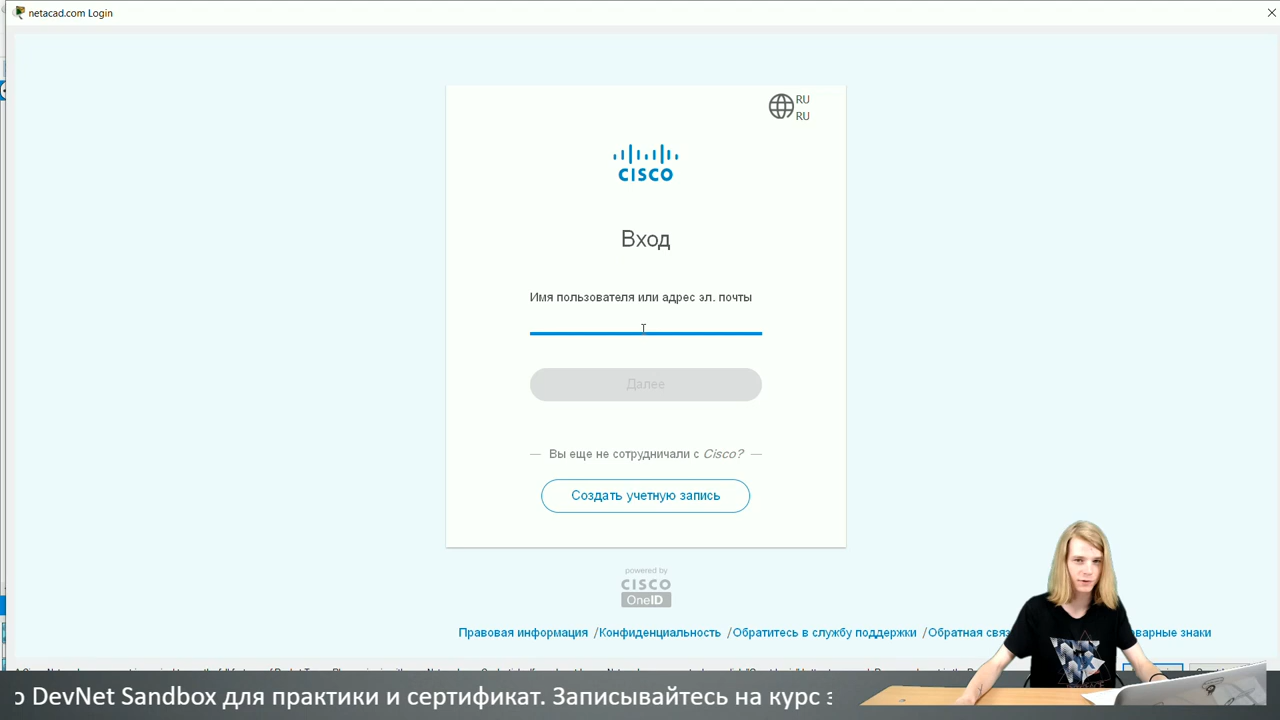 netacad.com Login
RU
RU
CISCO
Вход
Имя пользователя или адрес эл. почты
Далее
Вы еще не сотрудничали с Cisco?
Создать учетную запись
powered by
CISCO
OneID
Правовая информация /Конфиденциальность /Обратитесь в службу поддержки /Обратная связ варные знаки
о DevNet Sandbox для практики и сертификат. Записывайтесь на курс